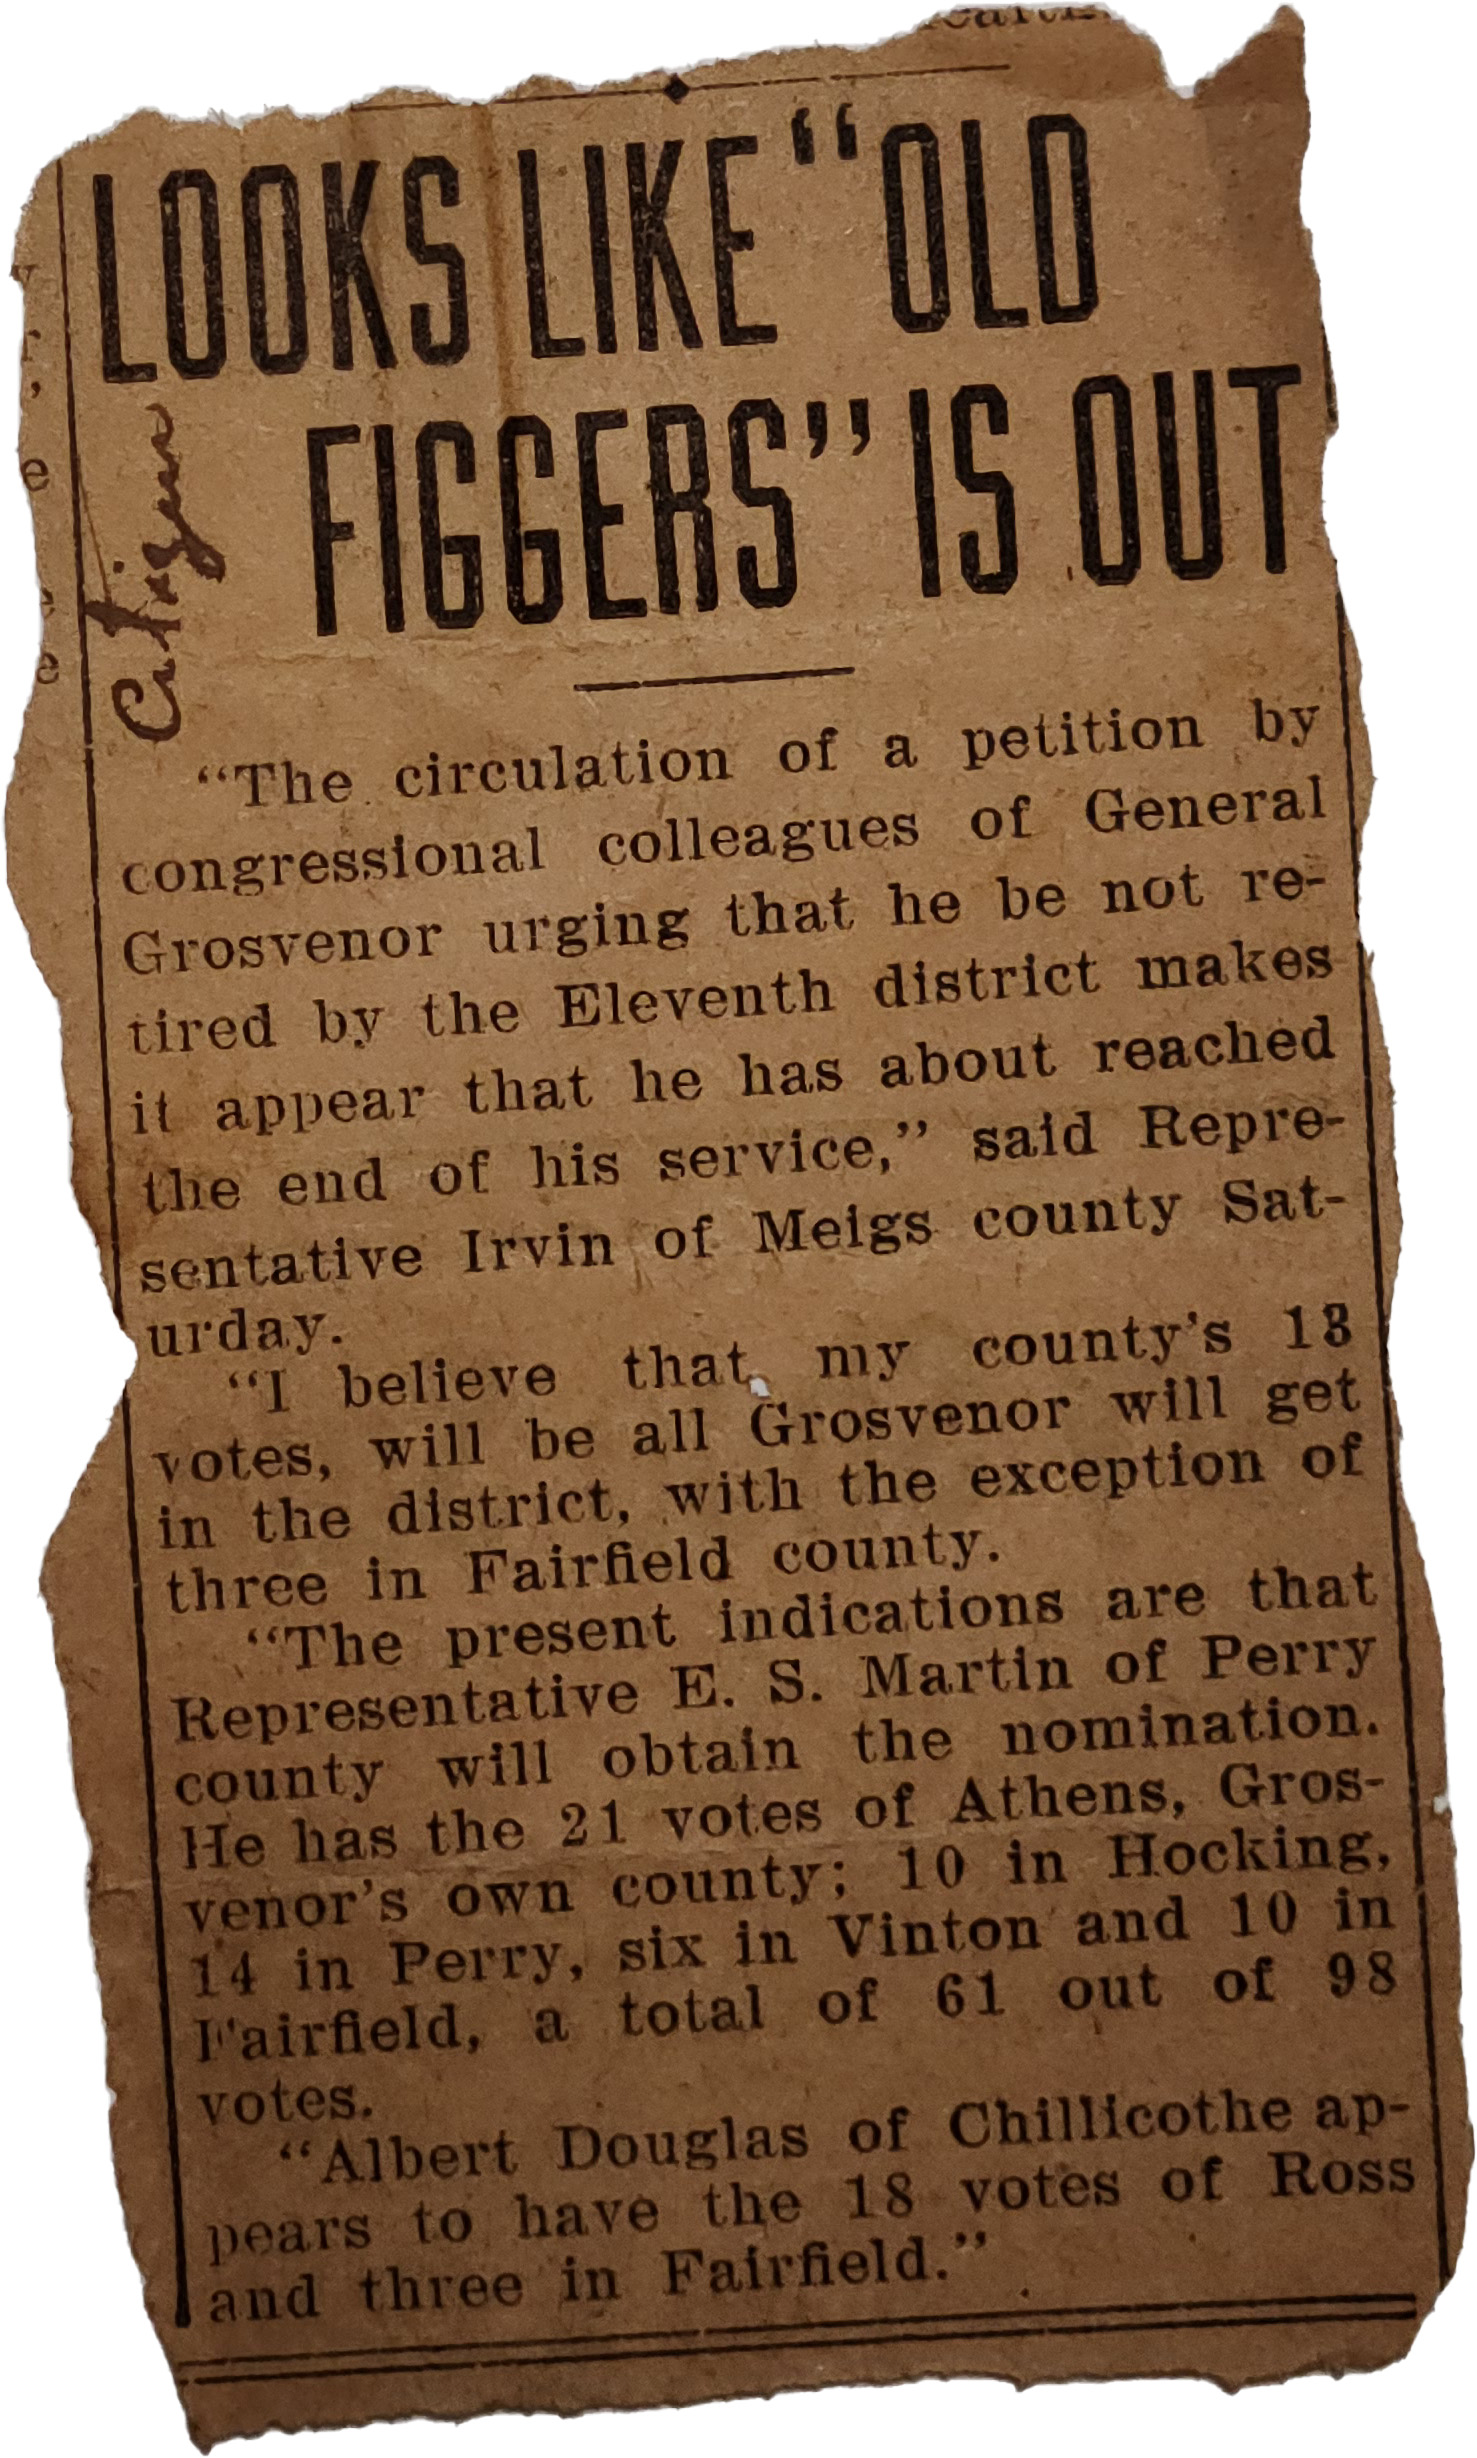 LOOKS LIKE “OLD
FIGGERS” IS OUT
Citizen
“The circulation of a petition by
congressional colleagues of General
Grosvenor urging that he be not re-
tired by the Eleventh district makes
it appear that he has about reached
the end of his service,” said Repre-
sentative Irvin of Meigs county Sat-
urday.
“I believe that my county's 13
votes, will be all Grosvenor will get
in the district, with the exception of
three in Fairfield county.
“The present indications are that
Representative E. S. Martin of Perry
county will obtain the nomination.
He has the 21 votes of Athens, Gros-
venor's own county; 10 in Hocking,
14 in Perry, six in Vinton and 10 in
Fairfield, a total of 61 out of 98
votes.
“Albert Douglas of Chillicothe ap-
pears to have the 18 votes of Ross
and three in Fairfield.”